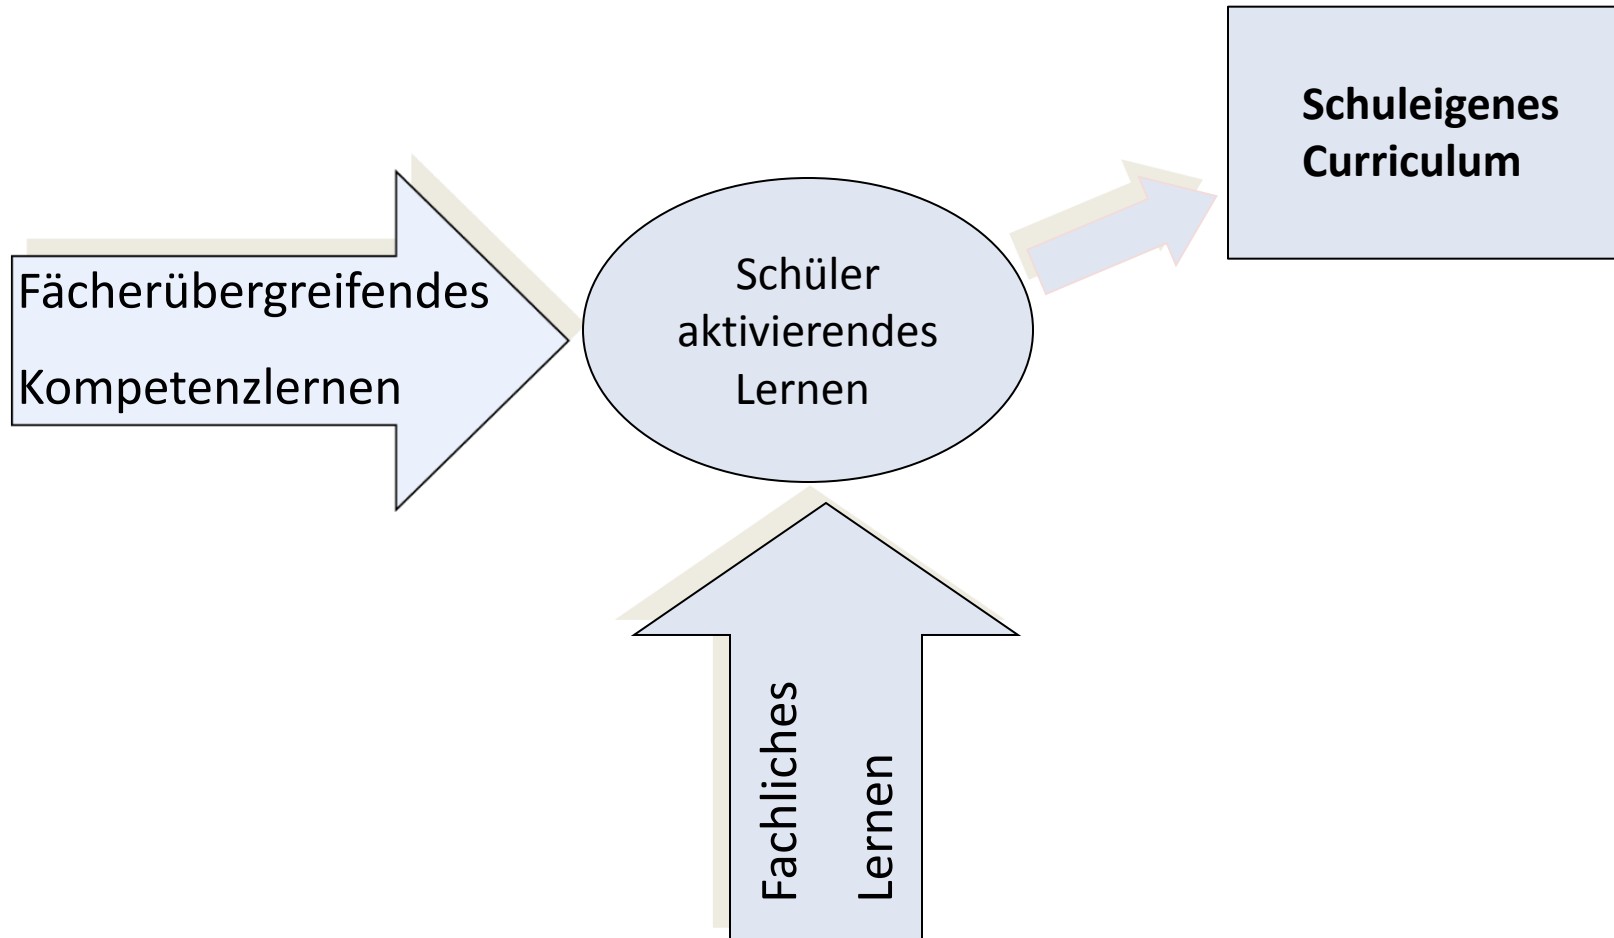 Schuleigenes
Curriculum
Fächerübergreifendes
Kompetenzlernen
Schüler
aktivierendes
Lernen
Fachliches
Lernen